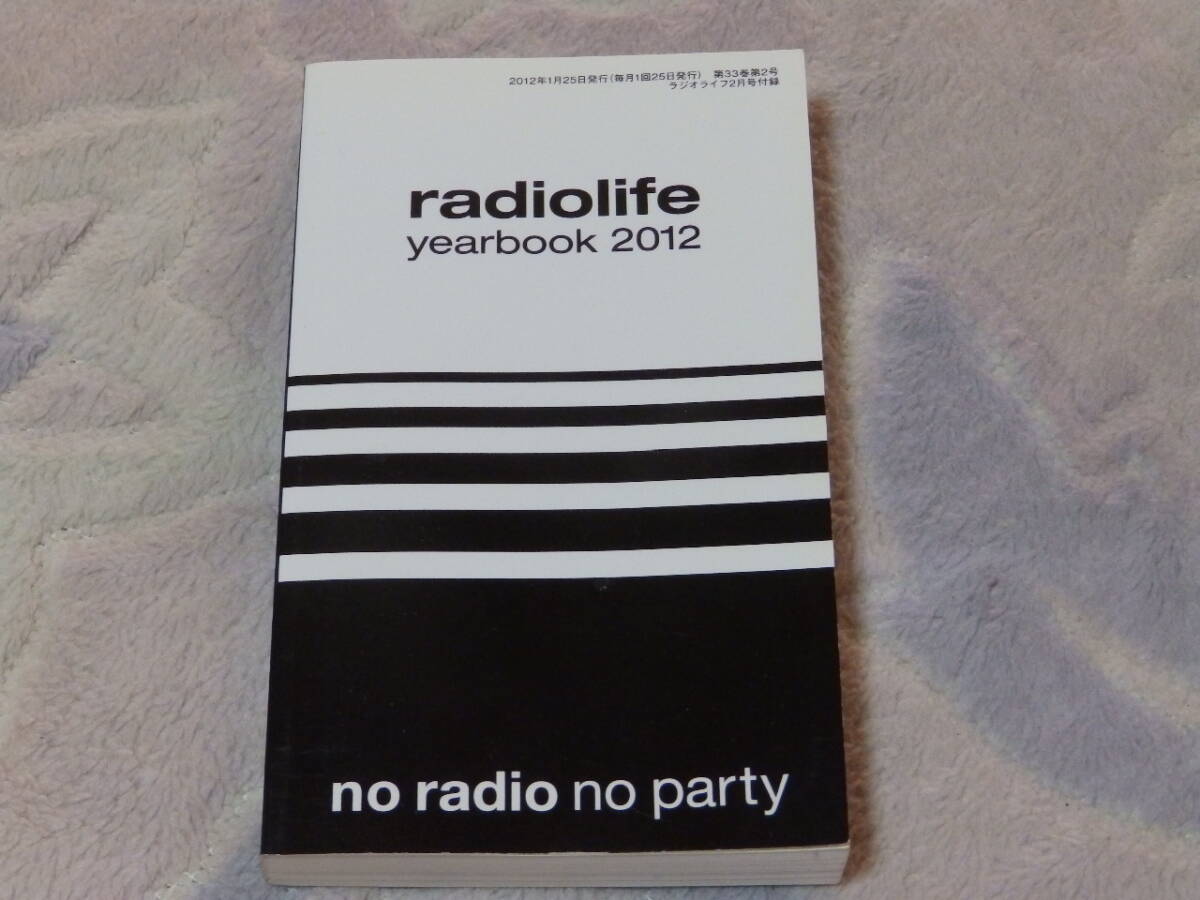 2012年1月25日発行(毎月1回25日発行) 第33巻第2号
ラジオライフ2月号付録
radiolife
yearbook 2012
no radio no party